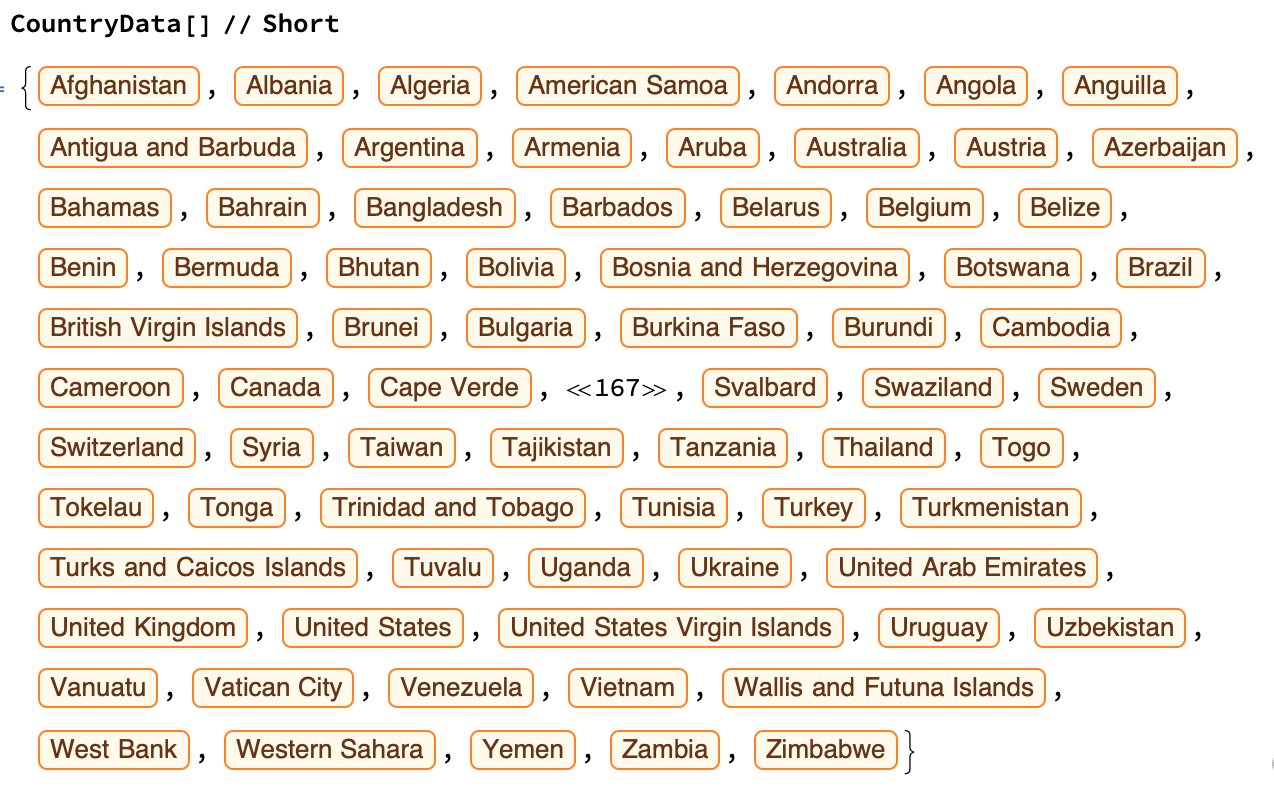 CountryData[] // Short
= { Afghanistan , Albania , Algeria , American Samoa , Andorra , Angola , Anguilla ,
Antigua and Barbuda , Argentina , Armenia , Aruba , Australia , Austria , Azerbaijan ,
Bahamas , Bahrain , Bangladesh , Barbados , Belarus , Belgium , Belize ,
Benin , Bermuda , Bhutan , Bolivia , Bosnia and Herzegovina , Botswana , Brazil ,
British Virgin Islands , Brunei , Bulgaria , Burkina Faso , Burundi , Cambodia ,
Cameroon , Canada , Cape Verde , <<167>> , Svalbard , Swaziland , Sweden ,
Switzerland , Syria , Taiwan , Tajikistan , Tanzania , Thailand , Togo ,
Tokelau , Tonga , Trinidad and Tobago , Tunisia , Turkey , Turkmenistan ,
Turks and Caicos Islands , Tuvalu , Uganda , Ukraine , United Arab Emirates ,
United Kingdom , United States , United States Virgin Islands , Uruguay , Uzbekistan ,
Vanuatu , Vatican City , Venezuela , Vietnam , Wallis and Futuna Islands ,
West Bank , Western Sahara , Yemen , Zambia , Zimbabwe }